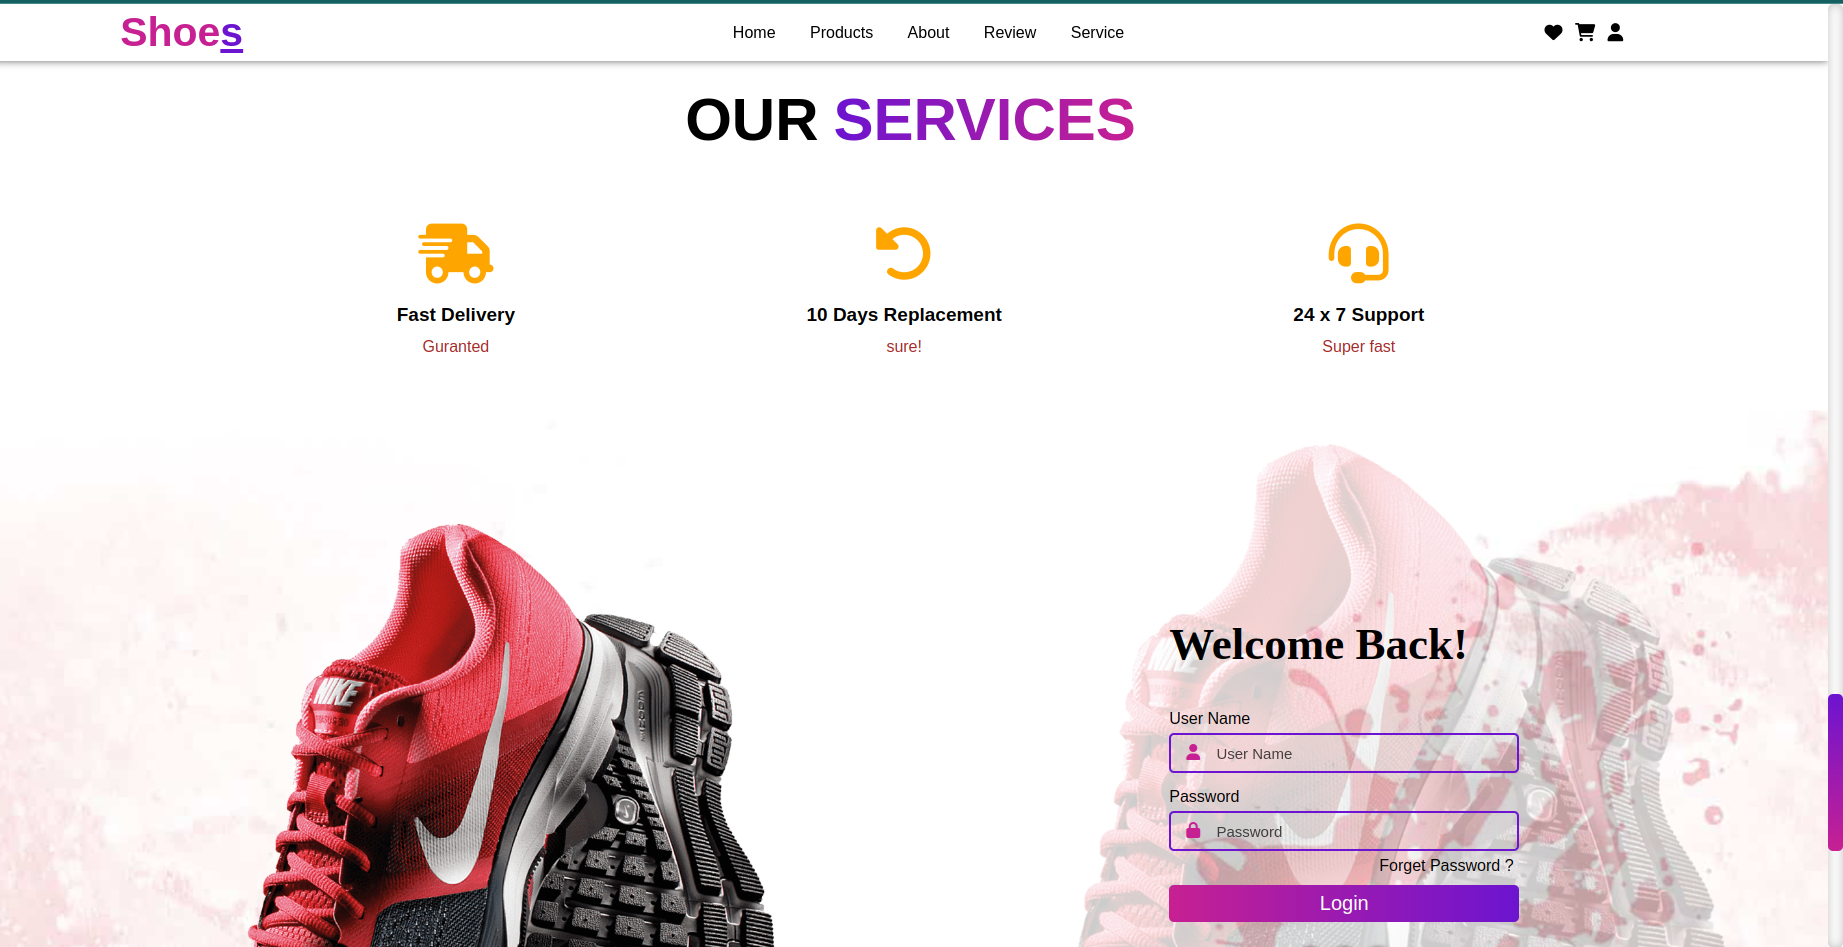 Shoes
Home Products About Review Service
OUR SERVICES
Fast Delivery
Guranted
10 Days Replacement
sure!
24 x 7 Support
Super fast
NIKE
Welcome Back!
User Name
User Name
Password
Password
Forget Password ?
Login